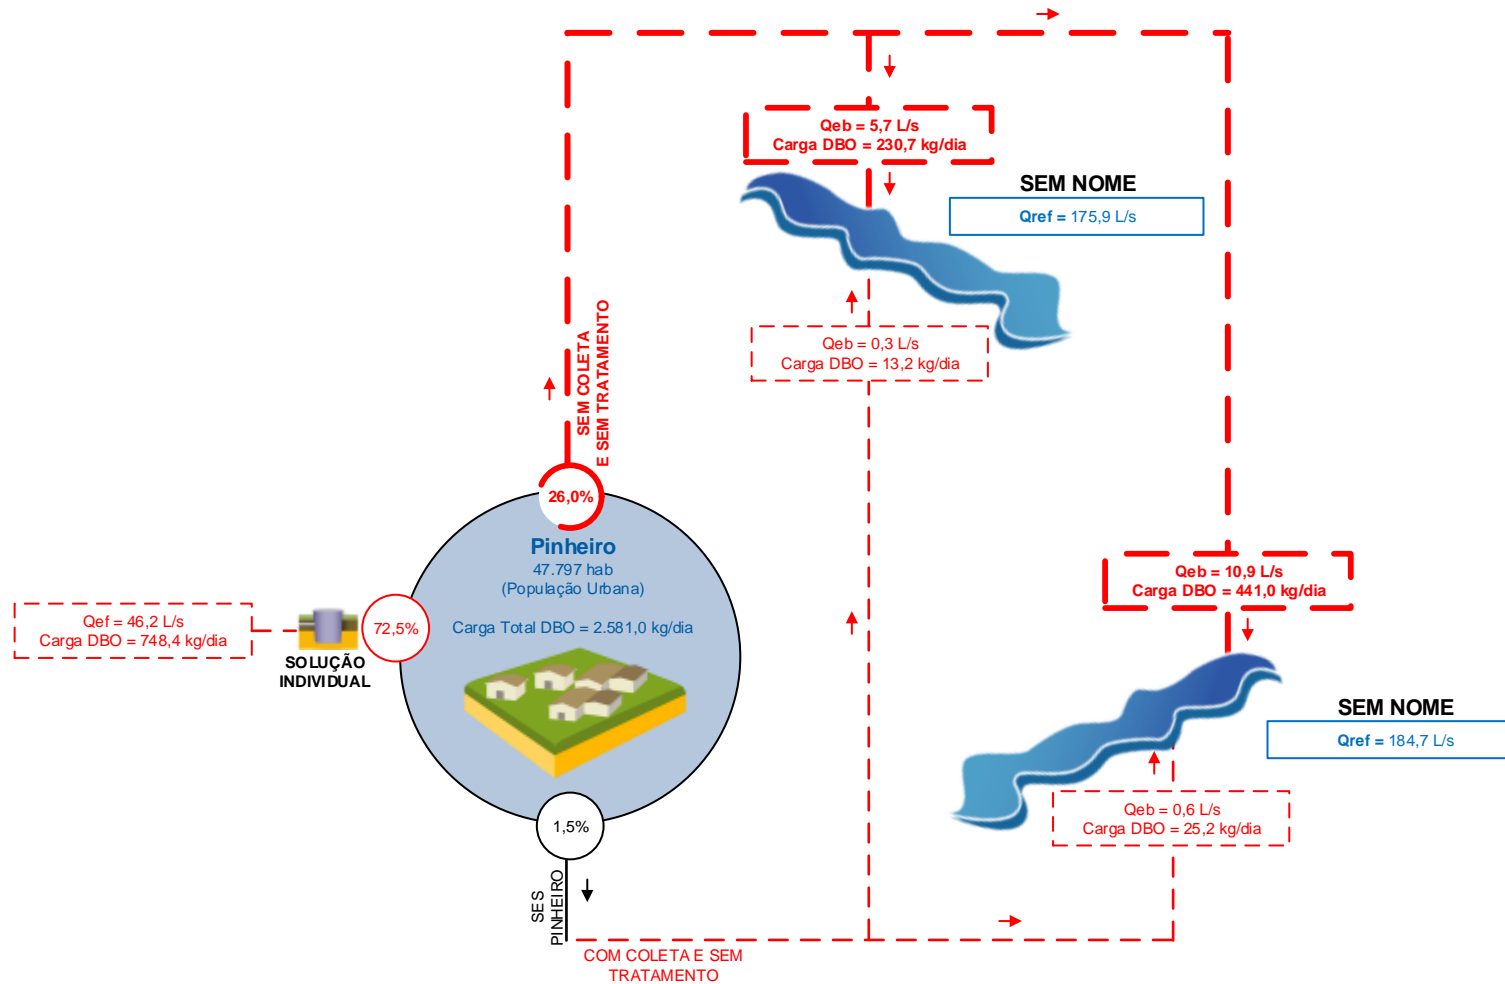 Qeb = 5,7 L/s
Carga DBO = 230,7 kg/dia
SEM NOME
Qref = 175,9 L/s
Qeb = 0,3 L/s
Carga DBO = 13,2 kg/dia
SEM COLETA
E SEM TRATAMENTO
26,0%
Pinheiro
47.797 hab
(População Urbana)
Carga Total DBO = 2.581,0 kg/dia
72,5%
Qef = 46,2 L/s
Carga DBO = 748,4 kg/dia
SOLUÇÃO
INDIVIDUAL
Qeb = 10,9 L/s
Carga DBO = 441,0 kg/dia
SEM NOME
Qref = 184,7 L/s
Qeb = 0,6 L/s
Carga DBO = 25,2 kg/dia
1,5%
SES
PINHEIRO
COM COLETA E SEM
TRATAMENTO